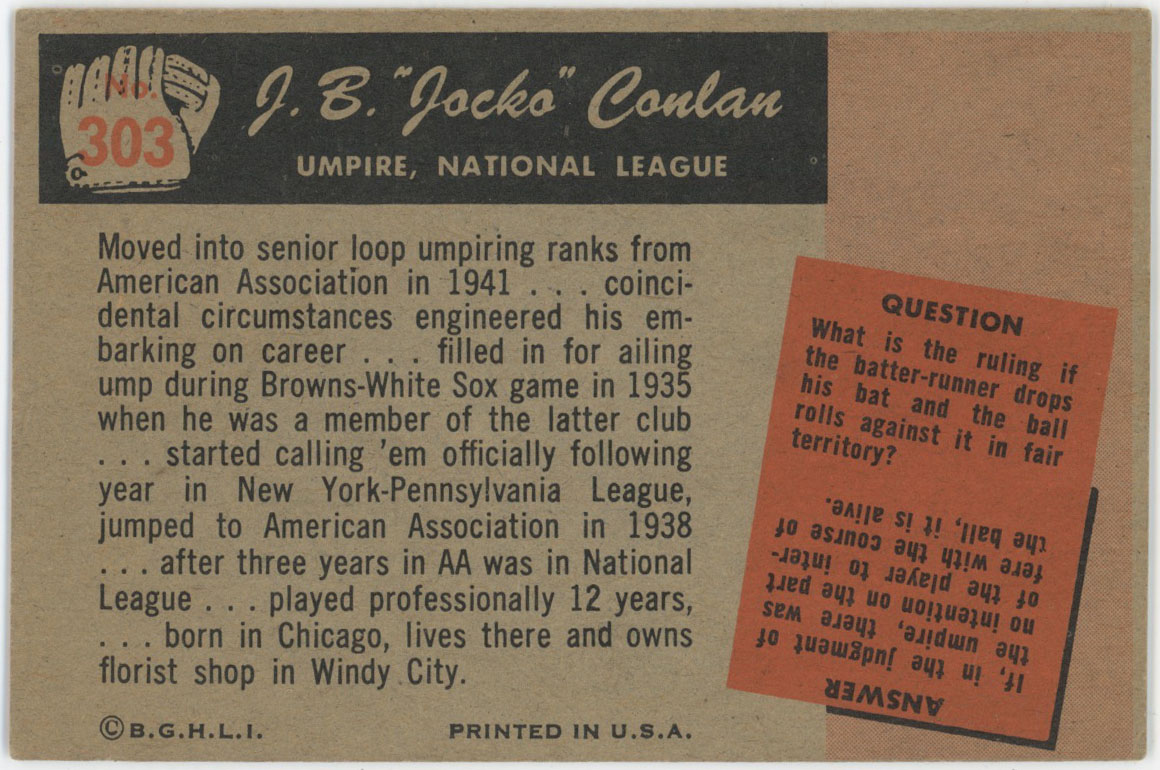 No.
303
J. B. "Jocko" Conlan
UMPIRE, NATIONAL LEAGUE
Moved into senior loop umpiring ranks from
American Association in 1941 . . . coinci-
dental circumstances engineered his em-
barking on career . . . filled in for ailing
ump during Browns-White Sox game in 1935
when he was a member of the latter club
. . . started calling 'em officially following
year in New York-Pennsylvania League,
jumped to American Association in 1938
. . . after three years in AA was in National
League . . . played professionally 12 years,
. . . born in Chicago, lives there and owns
florist shop in Windy City.
©B.G.H.L.I.
PRINTED IN U.S.A.
QUESTION
What is the ruling if
the batter-runner drops
his bat and the ball
rolls against it in fair
territory?
ANSWER
If, in the judgment of
the umpire, there was
no intention on the part
of the player to inter-
fere with the course of
the ball, it is alive.